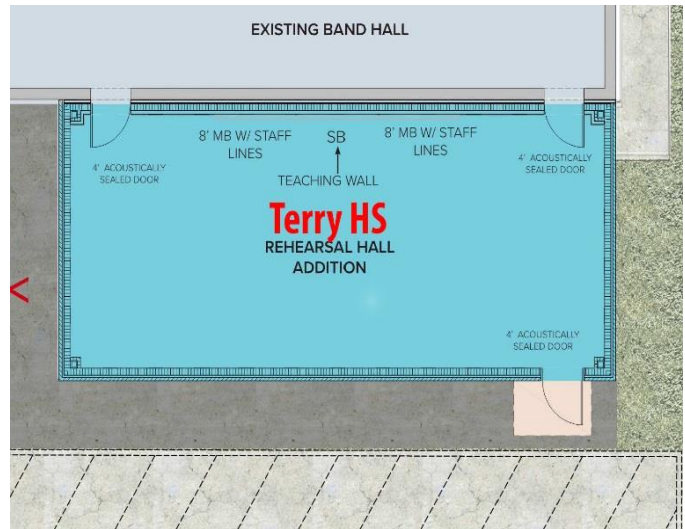 EXISTING BAND HALL
8' MB W/ STAFF
LINES
SB
8' MB W/ STAFF
LINES
4' ACOUSTICALLY
SEALED DOOR
4' ACOUSTICALLY
SEALED DOOR
TEACHING WALL
Terry HS
REHEARSAL HALL
ADDITION
<
4' ACOUSTICALLY
SEALED DOOR